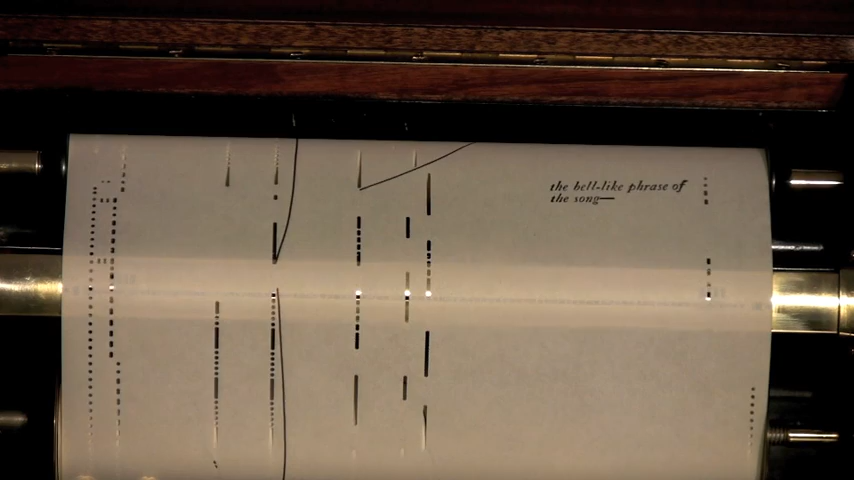 the bell-like phrase of
the song—